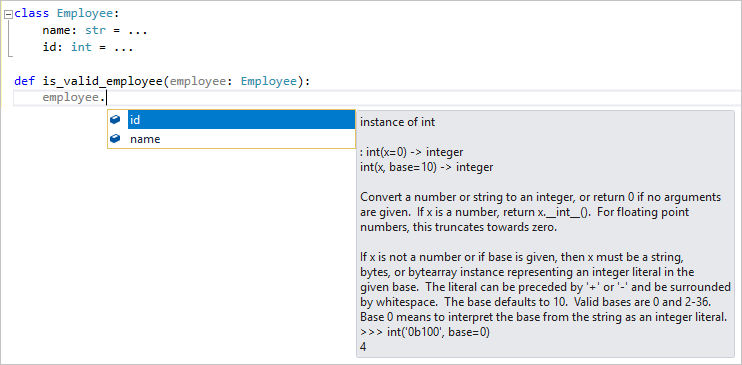 class Employee:
    name: str = ...
    id: int = ...
def is_valid_employee(employee: Employee):
    employee.
id
name
instance of int
: int(x=0) -> integer
int(x, base=10) -> integer
Convert a number or string to an integer, or return 0 if no arguments
are given.  If x is a number, return x.__int__().  For floating point
numbers, this truncates towards zero.
If x is not a number or if base is given, then x must be a string,
bytes, or bytearray instance representing an integer literal in the
given base.  The literal can be preceded by '+' or '-' and be surrounded
by whitespace.  The base defaults to 10.  Valid bases are 0 and 2-36.
Base 0 means to interpret the base from the string as an integer literal.
>>> int('0b100', base=0)
4